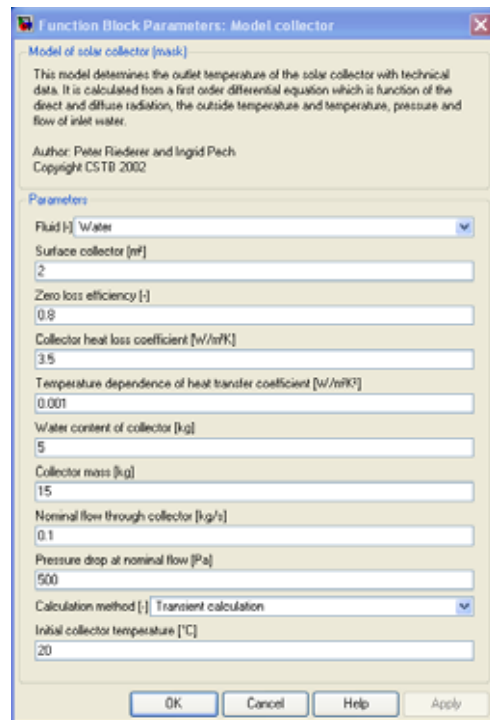 Function Block Parameters: Model collector
Model of solar collector (mask)
This model determines the outlet temperature of the solar collector with technical
data. It is calculated from a first order differential equation which is function of the
direct and diffuse radiation, the outside temperature and temperature, pressure and
flow of inlet water.
Author: Peter Riederer and Ingrid Pech
Copyright CSTB 2002
Parameters
Fluid [-] Water
Surface collector [m²]
2
Zero loss efficiency [-]
0.8
Collector heat loss coefficient [W/m²K]
3.5
Temperature dependence of heat transfer coefficient [W/m²K²]
0.001
Water content of collector [kg]
5
Collector mass [kg]
15
Nominal flow through collector [kg/s]
0.1
Pressure drop at nominal flow [Pa]
500
Calculation method [-] Transient calculation
Initial collector temperature [°C]
20
OK Cancel Help Apply